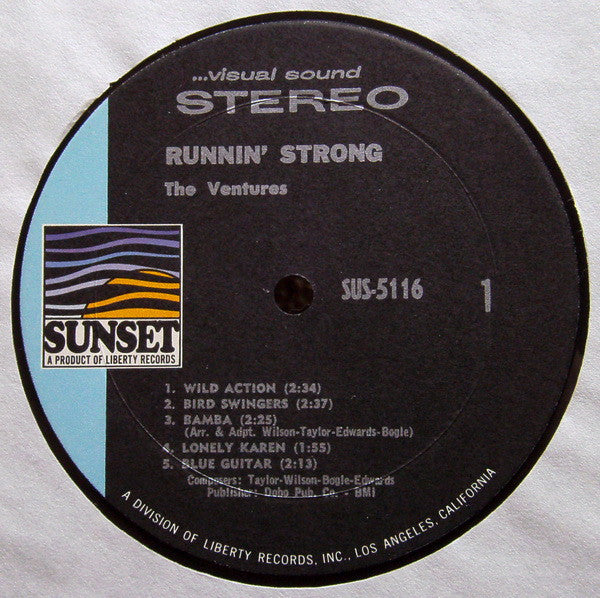 ...visual sound
STEREO
RUNNIN' STRONG
The Ventures
SUNSET
A PRODUCT OF LIBERTY RECORDS
SUS-5116
1
1. WILD ACTION (2:34)
2. BIRD SWINGERS (2:37)
3. BAMBA (2:25)
(Arr. & Adpt. Wilson-Taylor-Edwards-Bogle)
4. LONELY KAREN (1:55)
5. BLUE GUITAR (2:13)
Composers: Taylor-Wilson-Bogle-Edwards
Publisher: Dobo Pub. Co. - BMI
A DIVISION OF LIBERTY RECORDS, INC., LOS ANGELES, CALIFORNIA